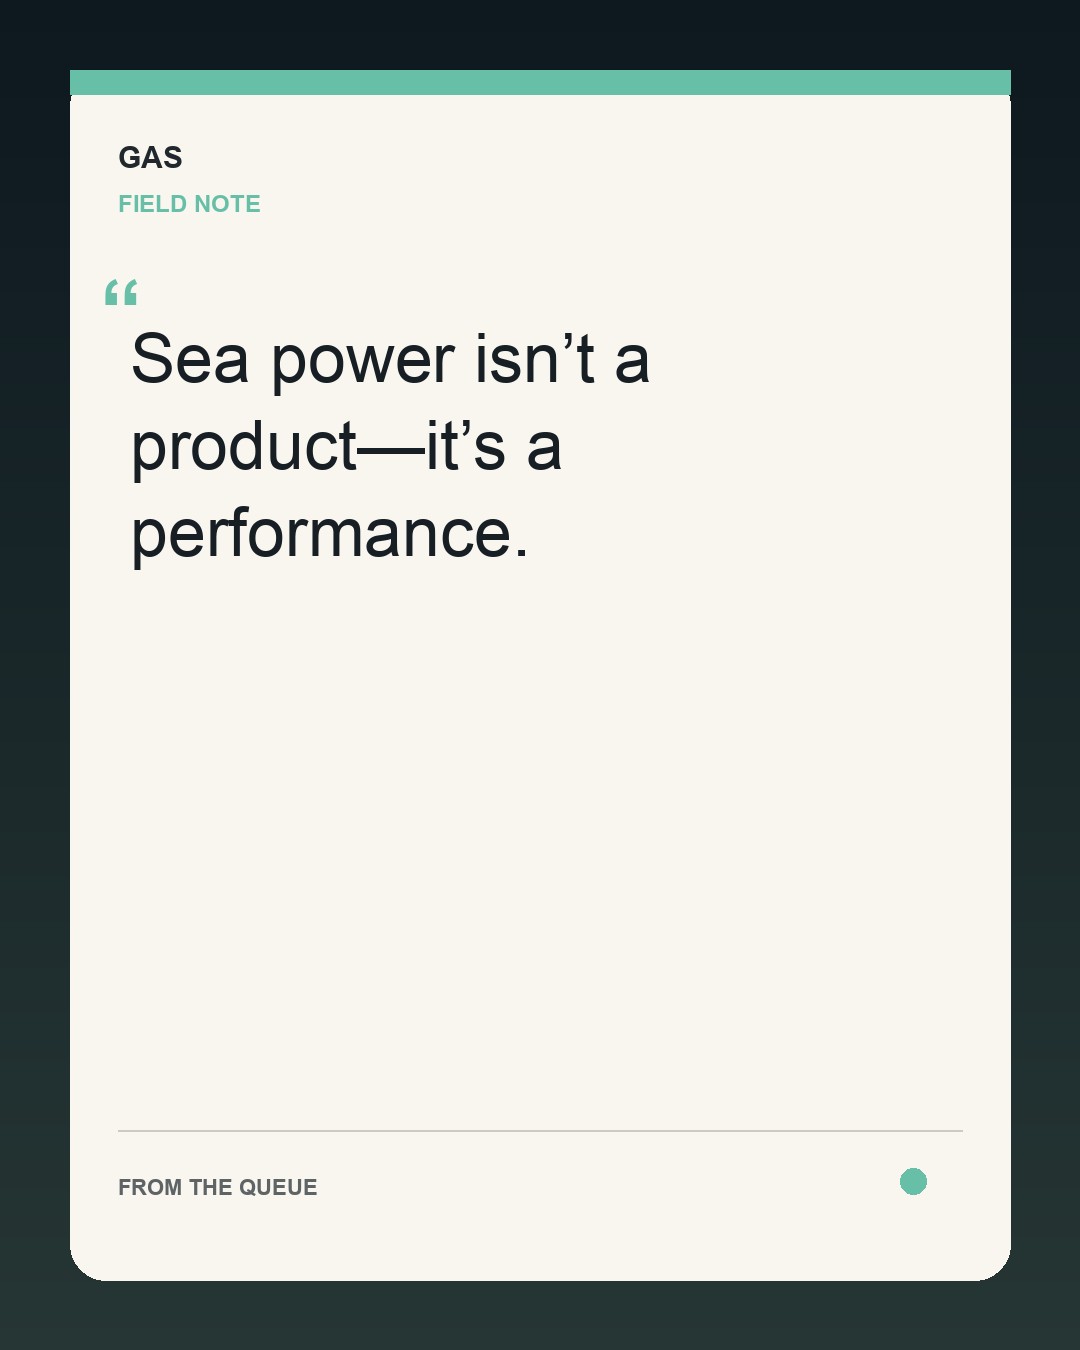 GAS
FIELD NOTE
“
Sea power isn’t a
product—it’s a
performance.
FROM THE QUEUE